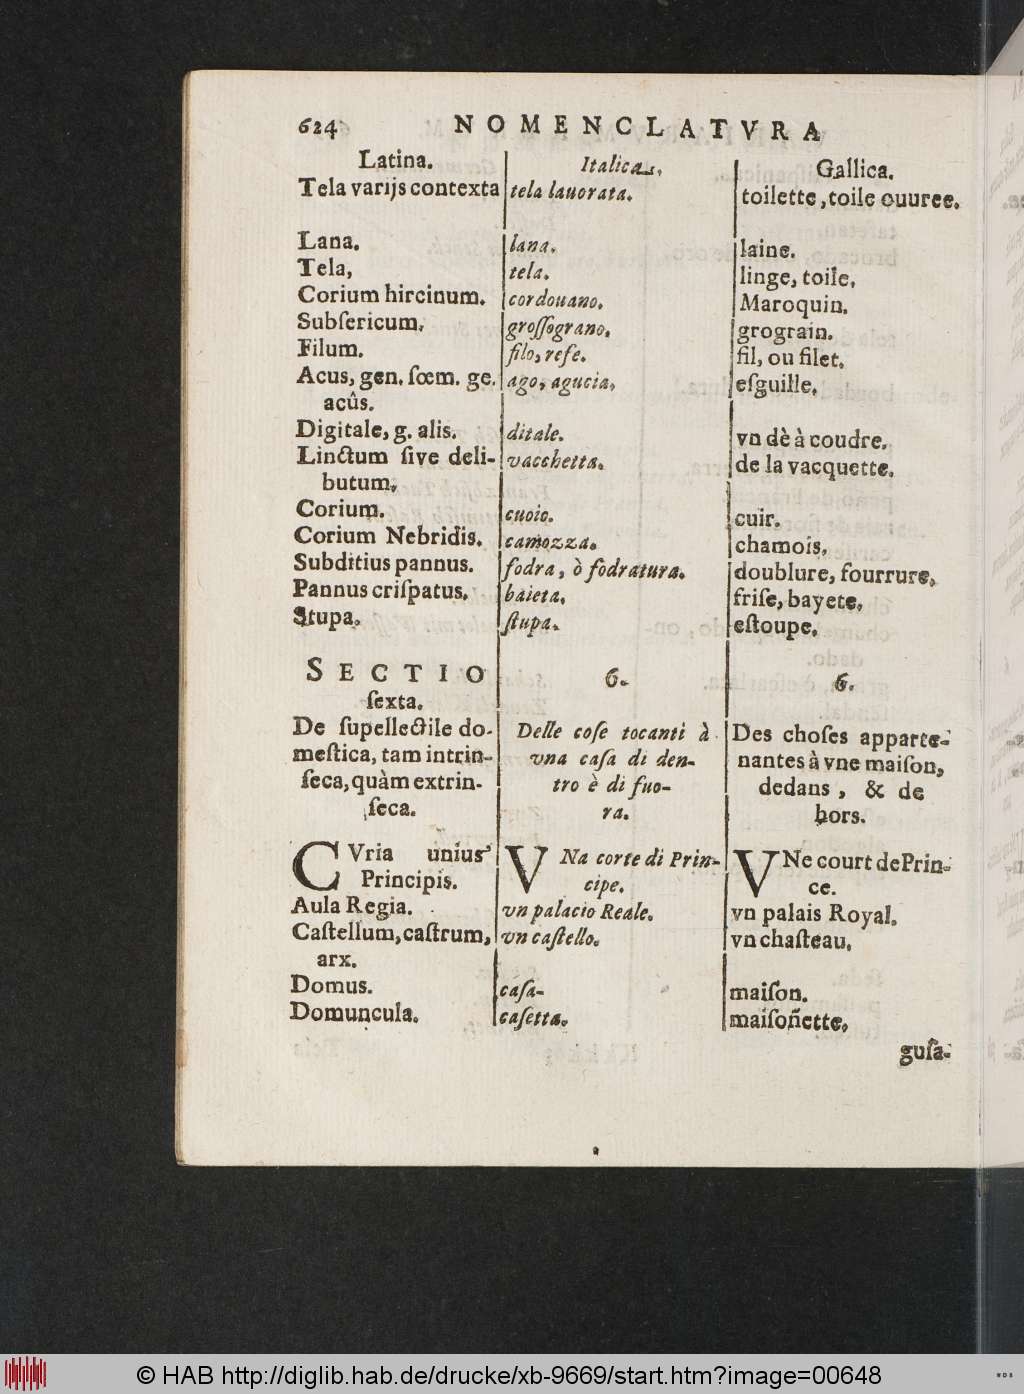 624 NOMENCLATVRA
Latina.
Tela varijs contexta
Lana.
Tela,
Corium hircinum.
Subſericum.
Filum.
Acus, gen. fœm. ge.
acûs.
Digitale, g. alis.
Linctum ſive deli-
butum,
Corium.
Corium Nebridis.
Subditius pannus.
Pannus criſpatus.
Stupa.
SECTIO
ſexta.
De ſupellectile do-
meſtica, tam intrin-
ſeca, quàm extrin-
ſeca.
CVria unius
Principis.
Aula Regia.
Caſtellum, caſtrum,
arx.
Domus.
Domuncula.
Italica.
tela lauorata.
lana.
tela.
cordouano.
groſſograno.
filo, refe.
ago, agucia,
ditale.
vacchetta.
cuoio.
camozza.
fodra, ò fodratura.
baieta.
ſtupa.
6.
Delle coſe tocanti à
vna caſa di den-
tro è di fuo-
ra.
VNa corte di Prin-
cipe.
vn palacio Reale.
vn caſtello.
caſa-
caſetta.
Gallica.
toilette, toile ouuree.
laine.
linge, toile,
Maroquin.
grograin.
fil, ou filet.
eſguille,
vn dè à coudre.
de la vacquette.
cuir.
chamois.
doublure, fourrure,
friſe, bayete,
eſtoupe.
6.
Des choſes apparte-
nantes à vne maiſon,
dedans, & de
hors.
VNe court de Prin-
ce.
vn palais Royal.
vn chaſteau.
maiſon.
maiſoñette.
guſa-
© HAB http://diglib.hab.de/drucke/xb-9669/start.htm?image=00648